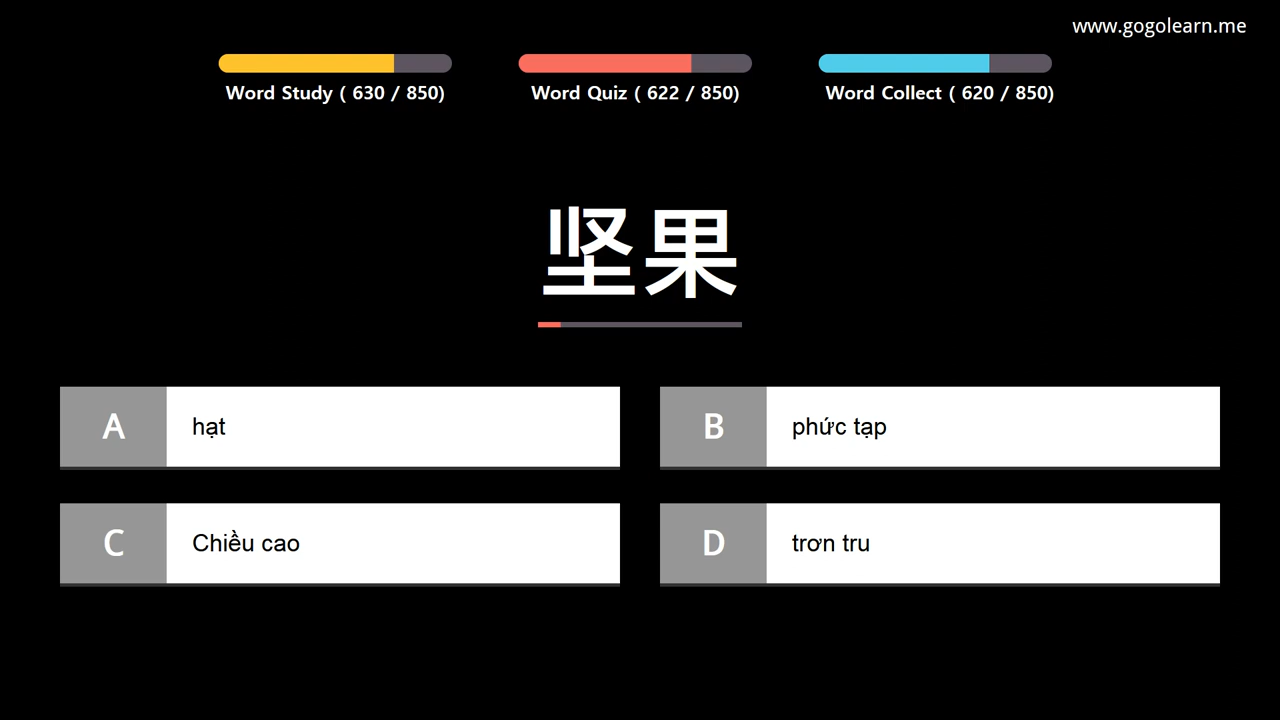 www.gogolearn.me
Word Study ( 630 / 850)
Word Quiz ( 622 / 850)
Word Collect ( 620 / 850)
坚果
A hạt
B phức tạp
C Chiều cao
D trơn tru